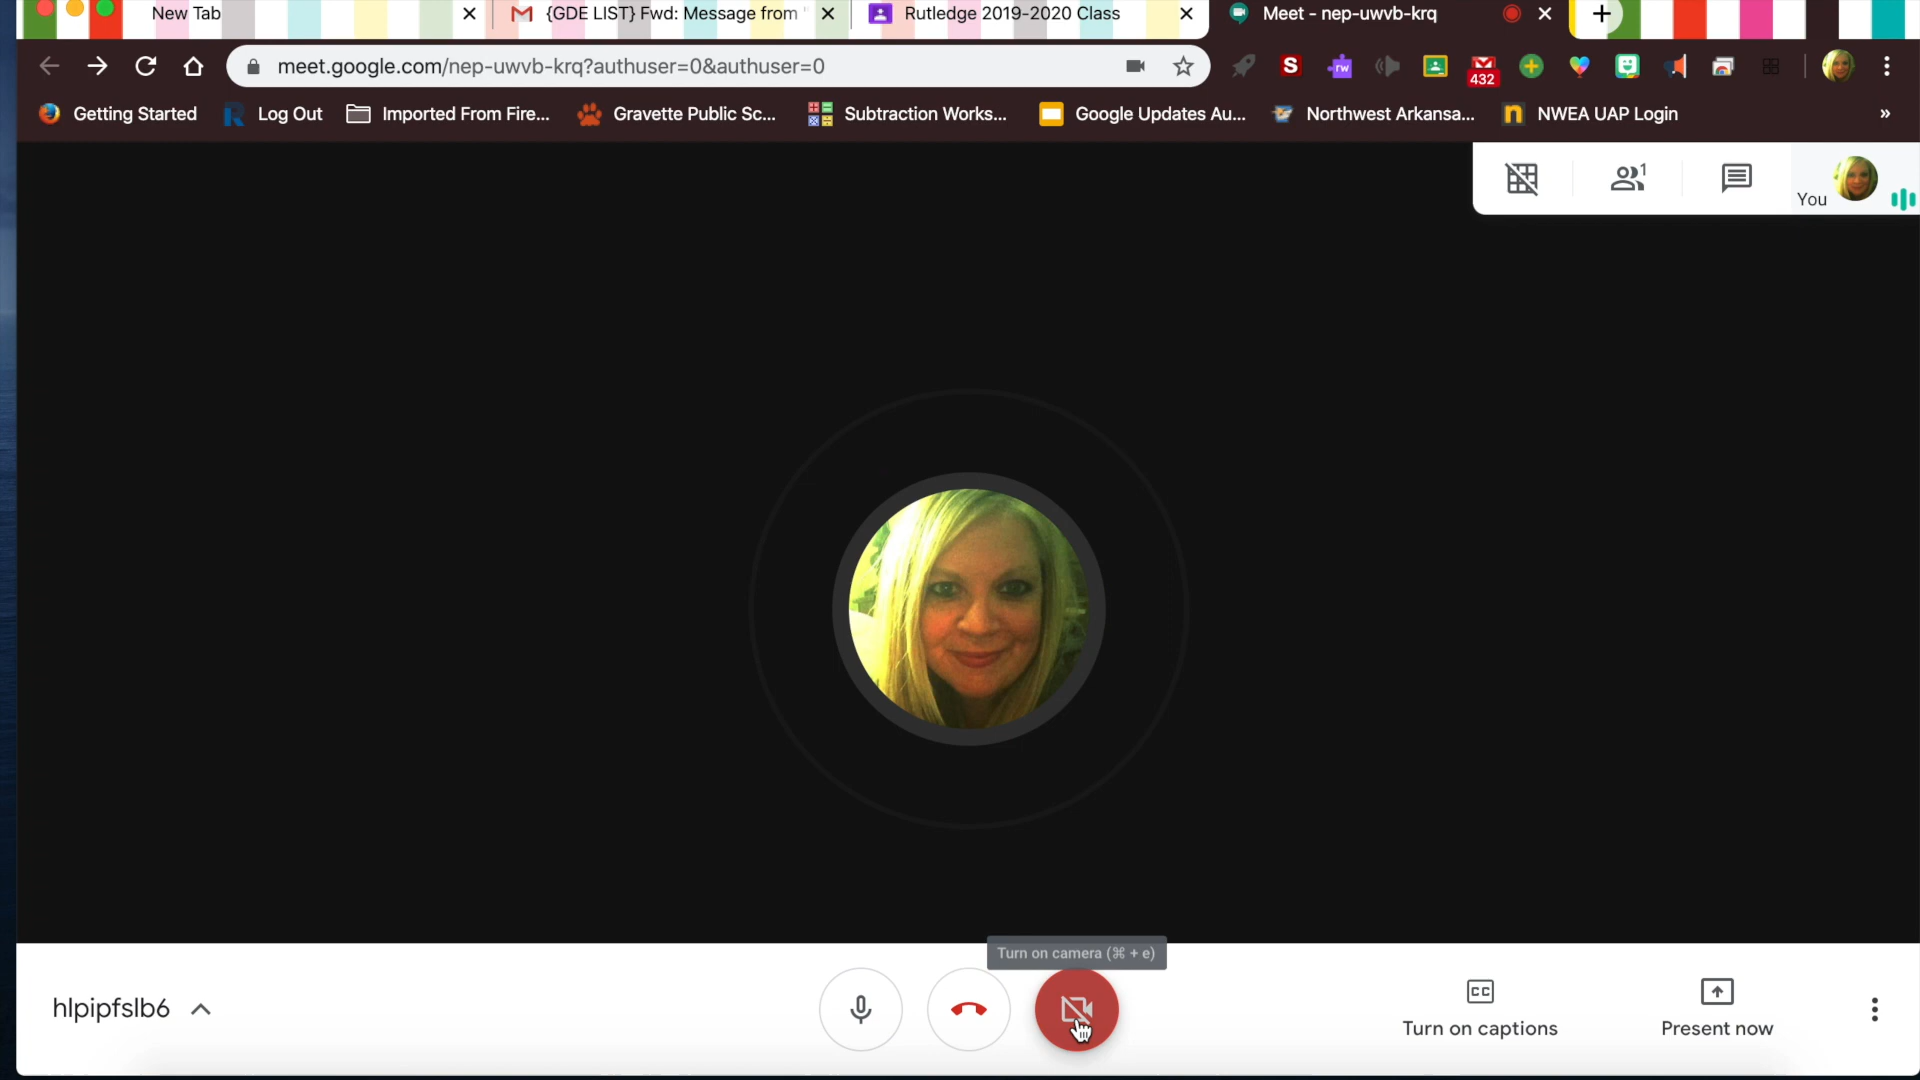 New Tab
{GDE LIST} Fwd: Message from "
Rutledge 2019-2020 Class
Meet - nep-uwvb-krq
meet.google.com/nep-uwvb-krq?authuser=0&authuser=0
S
rw
432
Getting Started
Log Out
Imported From Fire...
Gravette Public Sc...
Subtraction Works...
Google Updates Au...
Northwest Arkansa...
NWEA UAP Login
»
1
You
Turn on camera (⌘ + e)
hlpipfslb6
CC
Turn on captions
Present now